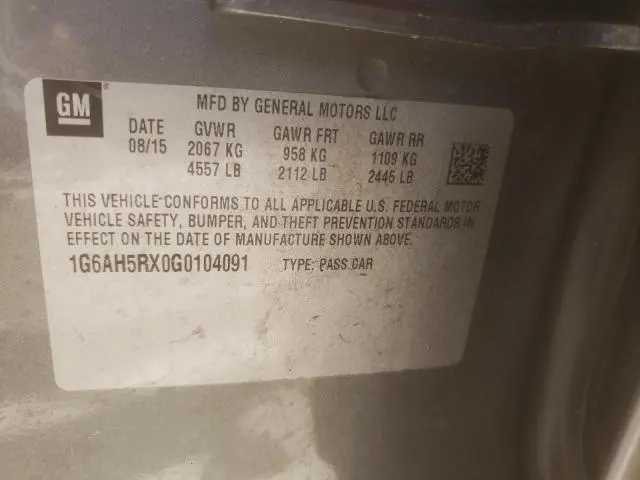 GM®
MFD BY GENERAL MOTORS LLC
DATE GVWR GAWR FRT GAWR RR
08/15 2067 KG 958 KG 1109 KG
4557 LB 2112 LB 2445 LB
THIS VEHICLE CONFORMS TO ALL APPLICABLE U.S. FEDERAL MOTOR
VEHICLE SAFETY, BUMPER, AND THEFT PREVENTION STANDARDS IN
EFFECT ON THE DATE OF MANUFACTURE SHOWN ABOVE.
1G6AH5RX0G0104091 TYPE: PASS CAR